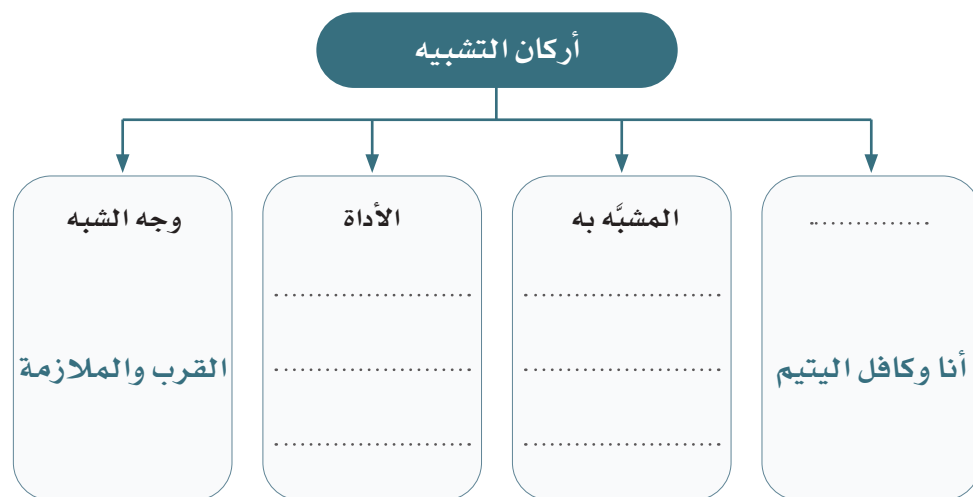 أركان التشبيه
..............
أنا وكافل اليتيم
المشبَّه به
.......................
.......................
.......................
الأداة
.......................
.......................
.......................
وجه الشبه
القرب والملازمة